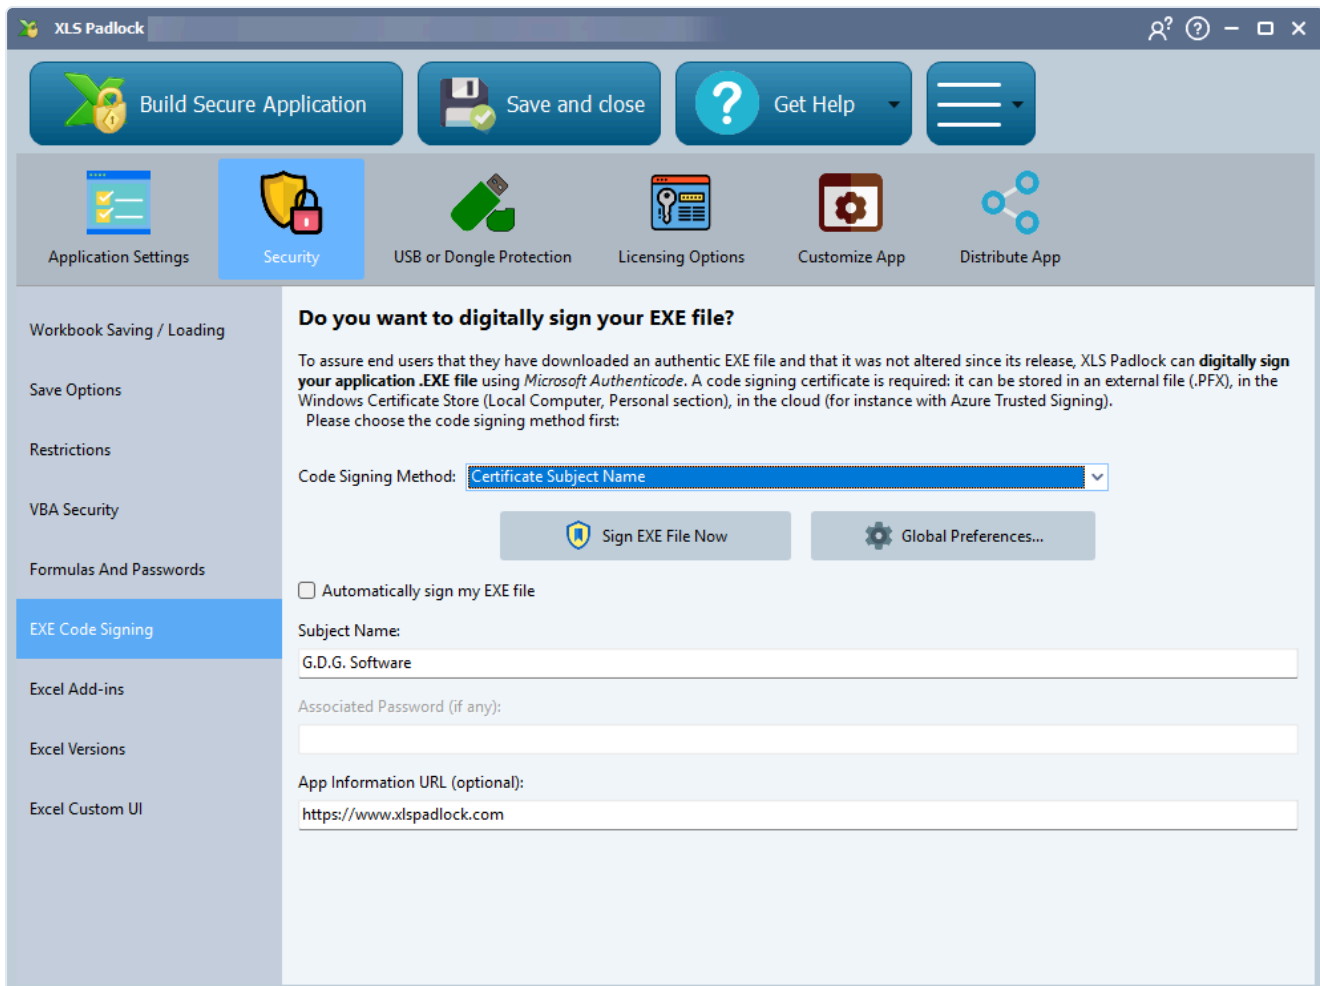 XLS Padlock
Build Secure Application
Save and close
Get Help
Application Settings
Security
USB or Dongle Protection
Licensing Options
Customize App
Distribute App
Workbook Saving / Loading
Save Options
Restrictions
VBA Security
Formulas And Passwords
EXE Code Signing
Excel Add-ins
Excel Versions
Excel Custom UI
Do you want to digitally sign your EXE file?
To assure end users that they have downloaded an authentic EXE file and that it was not altered since its release, XLS Padlock can digitally sign
your application .EXE file using Microsoft Authenticode. A code signing certificate is required: it can be stored in an external file (.PFX), in the
Windows Certificate Store (Local Computer, Personal section), in the cloud (for instance with Azure Trusted Signing).
Please choose the code signing method first:
Code Signing Method: Certificate Subject Name
Sign EXE File Now
Global Preferences...
Automatically sign my EXE file
Subject Name:
G.D.G. Software
Associated Password (if any):
App Information URL (optional):
https://www.xlspadlock.com